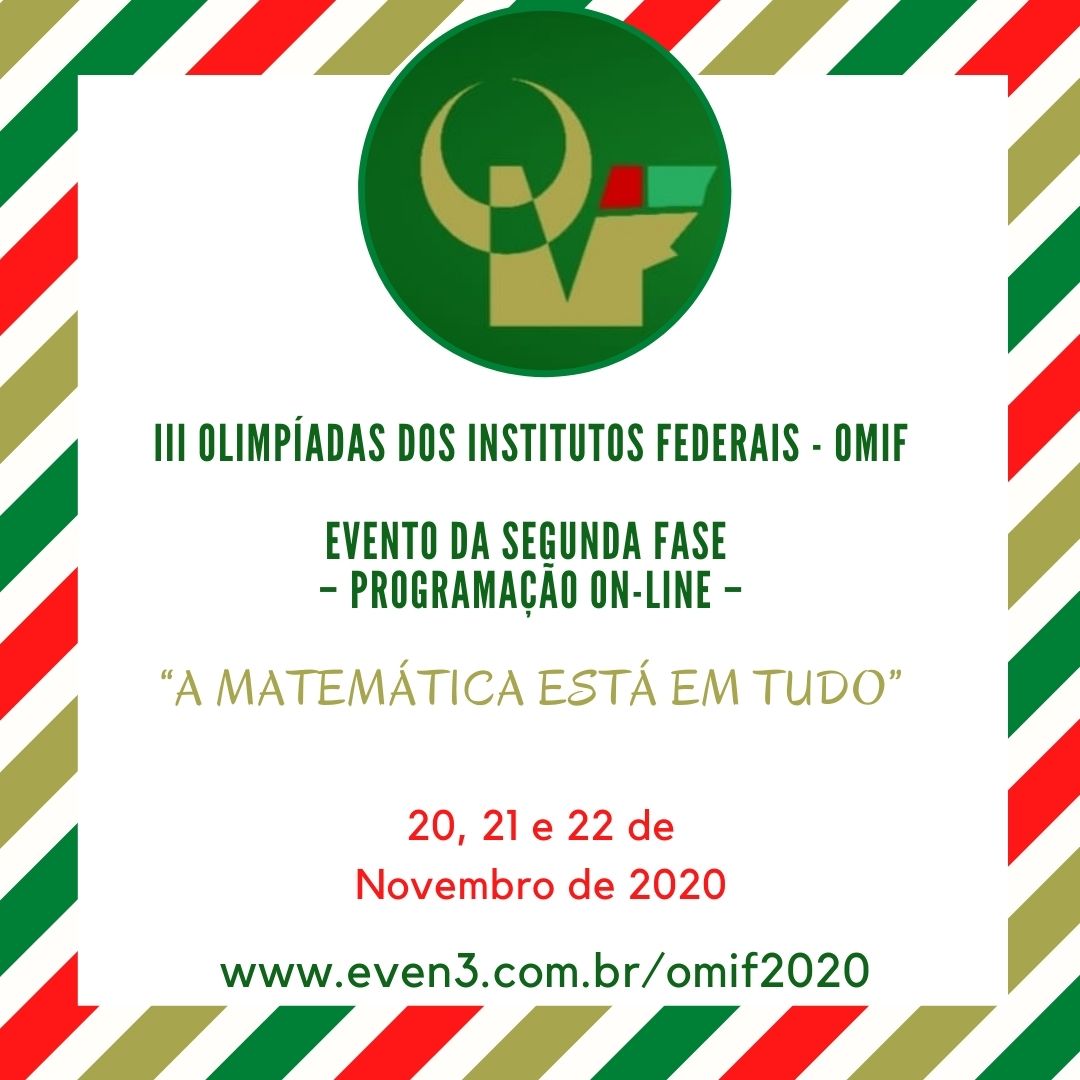 III OLIMPÍADAS DOS INSTITUTOS FEDERAIS - OMIF
EVENTO DA SEGUNDA FASE
– PROGRAMAÇÃO ON-LINE –
“A MATEMÁTICA ESTÁ EM TUDO”
20, 21 e 22 de
Novembro de 2020
www.even3.com.br/omif2020